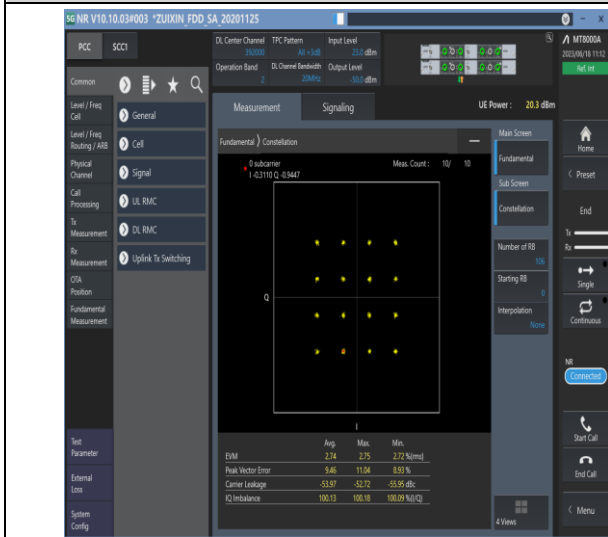 5G NR V10.10.03#003 *ZUIXIN_FDD_SA_20201125
PCC
SCC1
DL Center Channel
392000
TPC Pattern
All +3dB
Input Level
23.0 dBm
Operation Band
2
DL Channel Bandwidth
20MHz
Output Level
-50.0 dBm
MT8000A
2023/06/18 11:12
Ref. Int
Common
Level / Freq
Cell
Level / Freq
Routing / ARB
Physical
Channel
Call
Processing
Tx
Measurement
Rx
Measurement
OTA
Position
Fundamental
Measurement
Test
Parameter
External
Loss
System
Config
General
Cell
Signal
UL RMC
DL RMC
Uplink Tx Switching
Measurement
Signaling
UE Power : 20.3 dBm
Fundamental ❯ Constellation
0 subcarrier
I -0.3110 Q -0.9447
Meas. Count : 10/ 10
Q
I
Avg. Max. Min.
EVM 2.74 2.75 2.72 %(rms)
Peak Vector Error 9.46 11.04 8.93 %
Carrier Leakage -53.97 -52.72 -55.95 dBc
IQ Imbalance 100.13 100.18 100.09 %(I/Q)
Main Screen
Fundamental
Sub Screen
Constellation
Number of RB
106
Starting RB
0
Interpolation
None
4 Views
Home
Preset
End
Tx
Rx
Single
Continuous
NR
Connected
Start Call
End Call
Menu